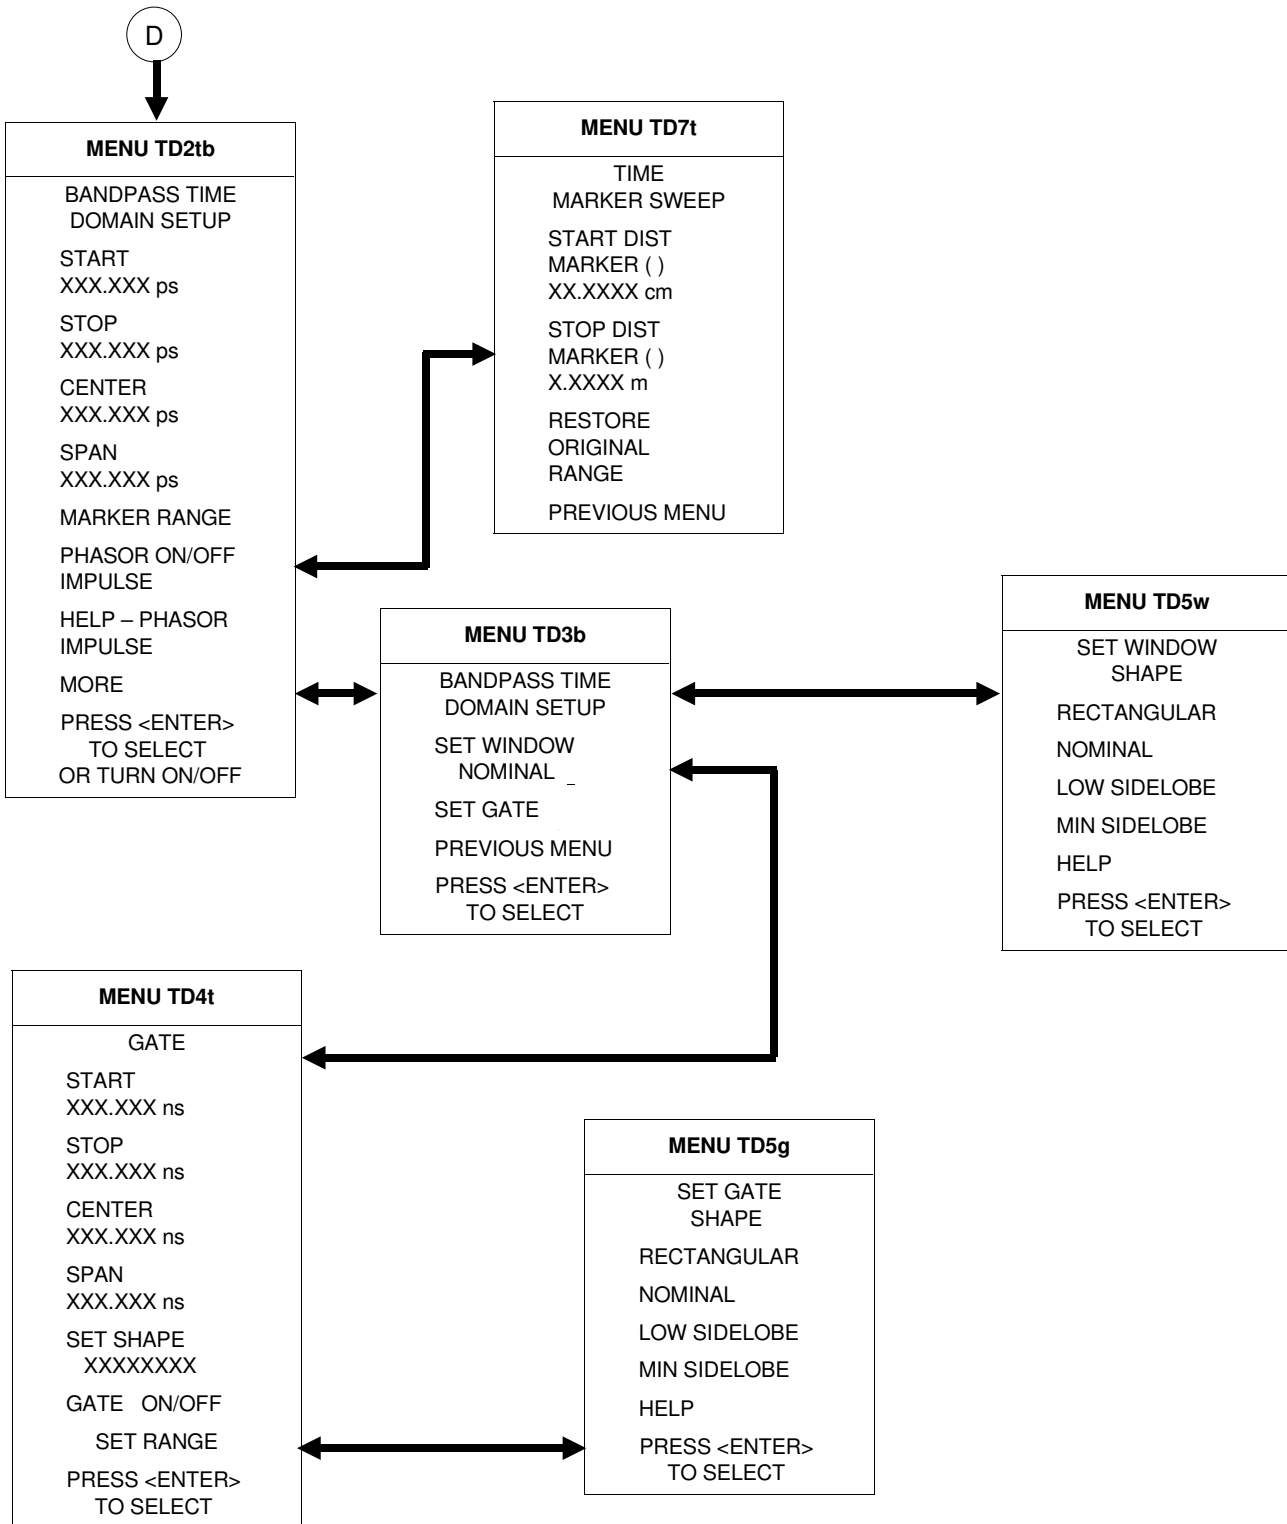 D
MENU TD2tb
BANDPASS TIME
DOMAIN SETUP
START
XXX.XXX ps
STOP
XXX.XXX ps
CENTER
XXX.XXX ps
SPAN
XXX.XXX ps
MARKER RANGE
PHASOR ON/OFF
IMPULSE
HELP – PHASOR
IMPULSE
MORE
PRESS <ENTER>
TO SELECT
OR TURN ON/OFF
MENU TD7t
TIME
MARKER SWEEP
START DIST
MARKER ( )
XX.XXXX cm
STOP DIST
MARKER ( )
X.XXXX m
RESTORE
ORIGINAL
RANGE
PREVIOUS MENU
MENU TD3b
BANDPASS TIME
DOMAIN SETUP
SET WINDOW
NOMINAL _
SET GATE
PREVIOUS MENU
PRESS <ENTER>
TO SELECT
MENU TD5w
SET WINDOW
SHAPE
RECTANGULAR
NOMINAL
LOW SIDELOBE
MIN SIDELOBE
HELP
PRESS <ENTER>
TO SELECT
MENU TD4t
GATE
START
XXX.XXX ns
STOP
XXX.XXX ns
CENTER
XXX.XXX ns
SPAN
XXX.XXX ns
SET SHAPE
XXXXXXXX
GATE ON/OFF
SET RANGE
PRESS <ENTER>
TO SELECT
MENU TD5g
SET GATE
SHAPE
RECTANGULAR
NOMINAL
LOW SIDELOBE
MIN SIDELOBE
HELP
PRESS <ENTER>
TO SELECT